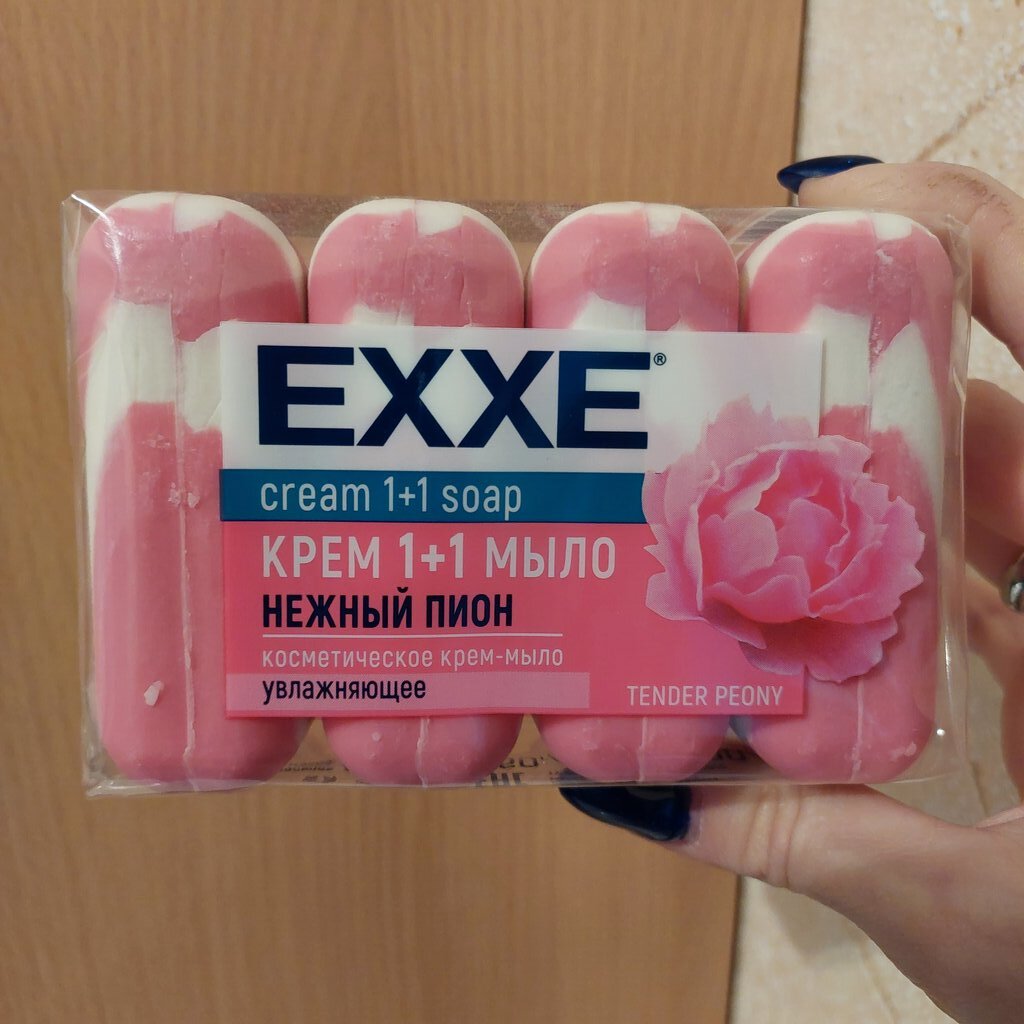 EXXE®
cream 1+1 soap
КРЕМ 1+1 МЫЛО
НЕЖНЫЙ ПИОН
косметическое крем-мыло
увлажняющее
TENDER PEONY